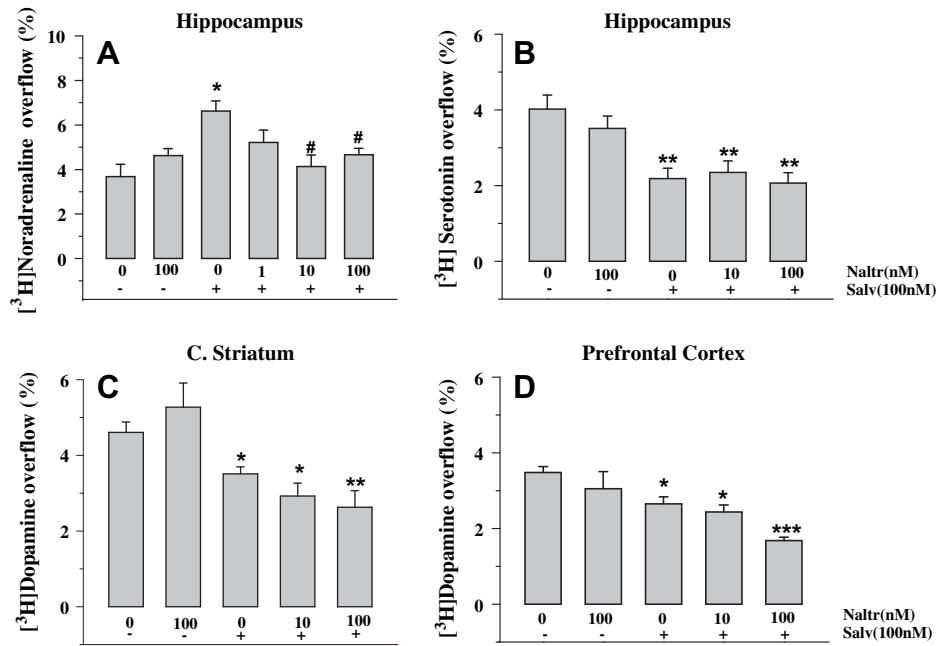 Hippocampus
A
[³H]Noradrenaline overflow (%)
10
8
6
4
2
0
*
#
#
0 100 0 1 10 100
- - + + + +
Hippocampus
B
[³H] Serotonin overflow (%)
6
4
2
0
**
**
**
0 100 0 10 100 Naltr(nM)
- - + + + Salv(100nM)
C. Striatum
C
[³H]Dopamine overflow (%)
6
4
2
0
*
*
**
0 100 0 10 100
- - + + +
Prefrontal Cortex
D
[³H]Dopamine overflow (%)
6
4
2
0
*
*
***
0 100 0 10 100 Naltr(nM)
- - + + + Salv(100nM)